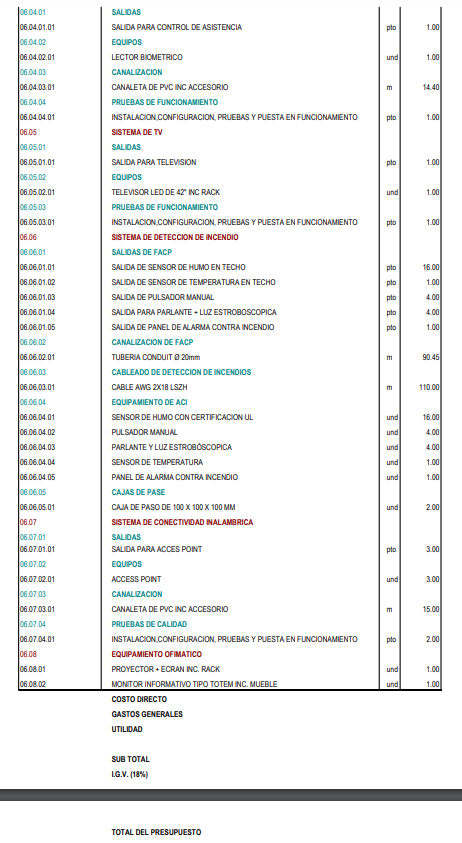 06.04.01 SALIDAS
06.04.01.01 SALIDA PARA CONTROL DE ASISTENCIA pto 1.00
06.04.02 EQUIPOS
06.04.02.01 LECTOR BIOMETRICO und 1.00
06.04.03 CANALIZACION
06.04.03.01 CANALETA DE PVC INC ACCESORIO m 14.40
06.04.04 PRUEBAS DE FUNCIONAMIENTO
06.04.04.01 INSTALACION,CONFIGURACION, PRUEBAS Y PUESTA EN FUNCIONAMIENTO pto 1.00
06.05 SISTEMA DE TV
06.05.01 SALIDAS
06.05.01.01 SALIDA PARA TELEVISION pto 1.00
06.05.02 EQUIPOS
06.05.02.01 TELEVISOR LED DE 42" INC RACK und 1.00
06.05.03 PRUEBAS DE FUNCIONAMIENTO
06.05.03.01 INSTALACION,CONFIGURACION, PRUEBAS Y PUESTA EN FUNCIONAMIENTO pto 1.00
06.06 SISTEMA DE DETECCION DE INCENDIO
06.06.01 SALIDAS DE FACP
06.06.01.01 SALIDA DE SENSOR DE HUMO EN TECHO pto 16.00
06.06.01.02 SALIDA DE SENSOR DE TEMPERATURA EN TECHO pto 1.00
06.06.01.03 SALIDA DE PULSADOR MANUAL pto 4.00
06.06.01.04 SALIDA PARA PARLANTE + LUZ ESTROBOSCOPICA pto 4.00
06.06.01.05 SALIDA DE PANEL DE ALARMA CONTRA INCENDIO pto 1.00
06.06.02 CANALIZACION DE FACP
06.06.02.01 TUBERIA CONDUIT Ø 20mm m 90.45
06.06.03 CABLEADO DE DETECCION DE INCENDIOS
06.06.03.01 CABLE AWG 2X18 LSZH m 110.00
06.06.04 EQUIPAMIENTO DE ACI
06.06.04.01 SENSOR DE HUMO CON CERTIFICACION UL und 16.00
06.06.04.02 PULSADOR MANUAL und 4.00
06.06.04.03 PARLANTE Y LUZ ESTROBÓSCOPICA und 4.00
06.06.04.04 SENSOR DE TEMPERATURA und 1.00
06.06.04.05 PANEL DE ALARMA CONTRA INCENDIO und 1.00
06.06.05 CAJAS DE PASE
06.06.05.01 CAJA DE PASO DE 100 X 100 X 100 MM und 2.00
06.07 SISTEMA DE CONECTIVIDAD INALAMBRICA
06.07.01 SALIDAS
06.07.01.01 SALIDA PARA ACCES POINT pto 3.00
06.07.02 EQUIPOS
06.07.02.01 ACCESS POINT und 3.00
06.07.03 CANALIZACION
06.07.03.01 CANALETA DE PVC INC ACCESORIO m 15.00
06.07.04 PRUEBAS DE CALIDAD
06.07.04.01 INSTALACION,CONFIGURACION, PRUEBAS Y PUESTA EN FUNCIONAMIENTO pto 2.00
06.08 EQUIPAMIENTO OFIMATICO
06.08.01 PROYECTOR + ECRAN INC. RACK und 1.00
06.08.02 MONITOR INFORMATIVO TIPO TOTEM INC. MUEBLE und 1.00
COSTO DIRECTO
GASTOS GENERALES
UTILIDAD
SUB TOTAL
I.G.V. (18%)
TOTAL DEL PRESUPUESTO